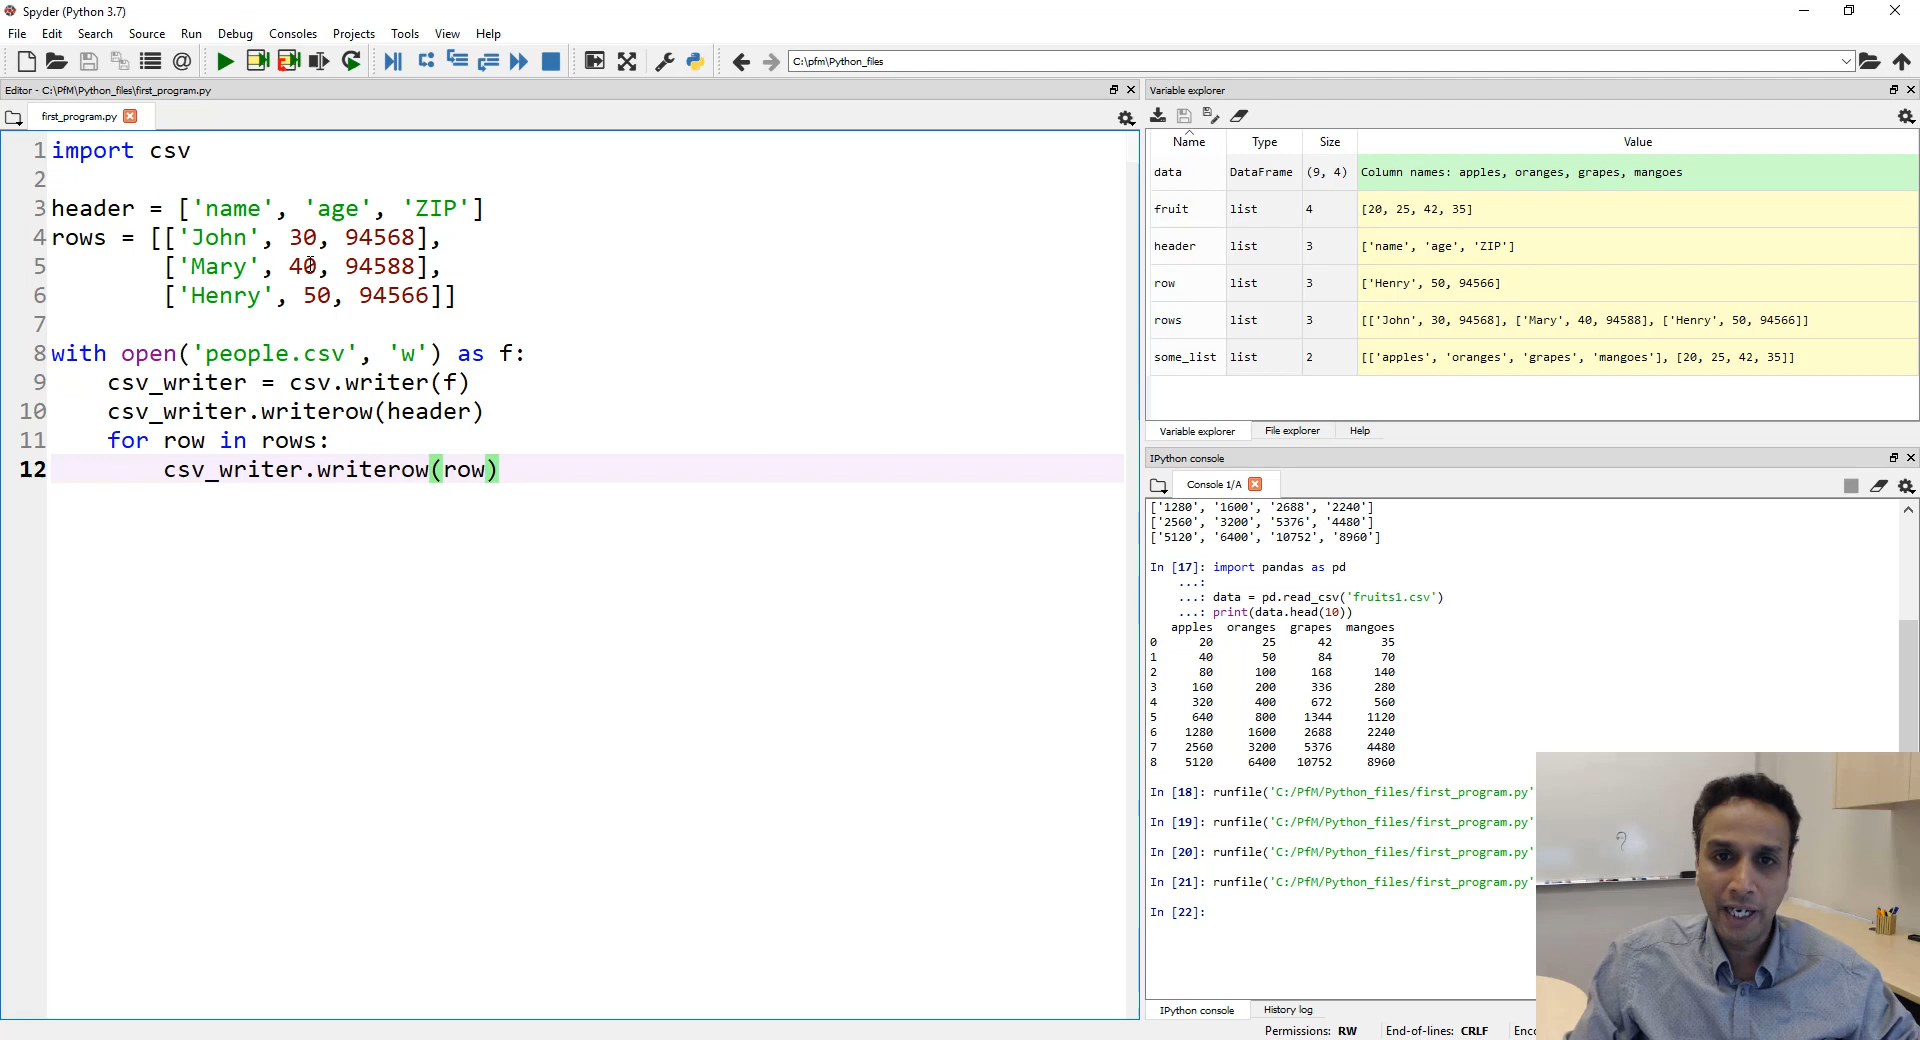 Spyder (Python 3.7)
File Edit Search Source Run Debug Consoles Projects Tools View Help
C:\pfm\Python_files
Editor - C:\PfM\Python_files\first_program.py
first_program.py
1 import csv
2
3 header = ['name', 'age', 'ZIP']
4 rows = [['John', 30, 94568],
5 ['Mary', 40, 94588],
6 ['Henry', 50, 94566]]
7
8 with open('people.csv', 'w') as f:
9 csv_writer = csv.writer(f)
10 csv_writer.writerow(header)
11 for row in rows:
12 csv_writer.writerow(row)
Variable explorer
Name Type Size Value
data DataFrame (9, 4) Column names: apples, oranges, grapes, mangoes
fruit list 4 [20, 25, 42, 35]
header list 3 ['name', 'age', 'ZIP']
row list 3 ['Henry', 50, 94566]
rows list 3 [['John', 30, 94568], ['Mary', 40, 94588], ['Henry', 50, 94566]]
some_list list 2 [['apples', 'oranges', 'grapes', 'mangoes'], [20, 25, 42, 35]]
Variable explorer File explorer Help
IPython console
Console 1/A
['1280', '1600', '2688', '2240']
['2560', '3200', '5376', '4480']
['5120', '6400', '10752', '8960']
In [17]: import pandas as pd
...:
...: data = pd.read_csv('fruits1.csv')
...: print(data.head(10))
apples oranges grapes mangoes
0 20 25 42 35
1 40 50 84 70
2 80 100 168 140
3 160 200 336 280
4 320 400 672 560
5 640 800 1344 1120
6 1280 1600 2688 2240
7 2560 3200 5376 4480
8 5120 6400 10752 8960
In [18]: runfile('C:/PfM/Python_files/first_program.py'
In [19]: runfile('C:/PfM/Python_files/first_program.py'
In [20]: runfile('C:/PfM/Python_files/first_program.py'
In [21]: runfile('C:/PfM/Python_files/first_program.py'
In [22]:
IPython console History log
Permissions: RW End-of-lines: CRLF Enc